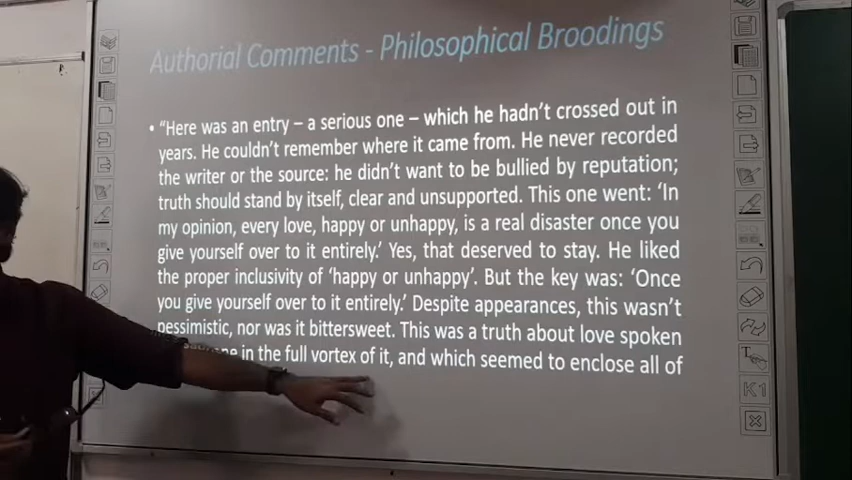 Authorial Comments - Philosophical Broodings
• “Here was an entry – a serious one – which he hadn’t crossed out in
years. He couldn’t remember where it came from. He never recorded
the writer or the source: he didn’t want to be bullied by reputation;
truth should stand by itself, clear and unsupported. This one went: ‘In
my opinion, every love, happy or unhappy, is a real disaster once you
give yourself over to it entirely.’ Yes, that deserved to stay. He liked
the proper inclusivity of ‘happy or unhappy’. But the key was: ‘Once
you give yourself over to it entirely.’ Despite appearances, this wasn’t
pessimistic, nor was it bittersweet. This was a truth about love spoken
in the full vortex of it, and which seemed to enclose all of
K1